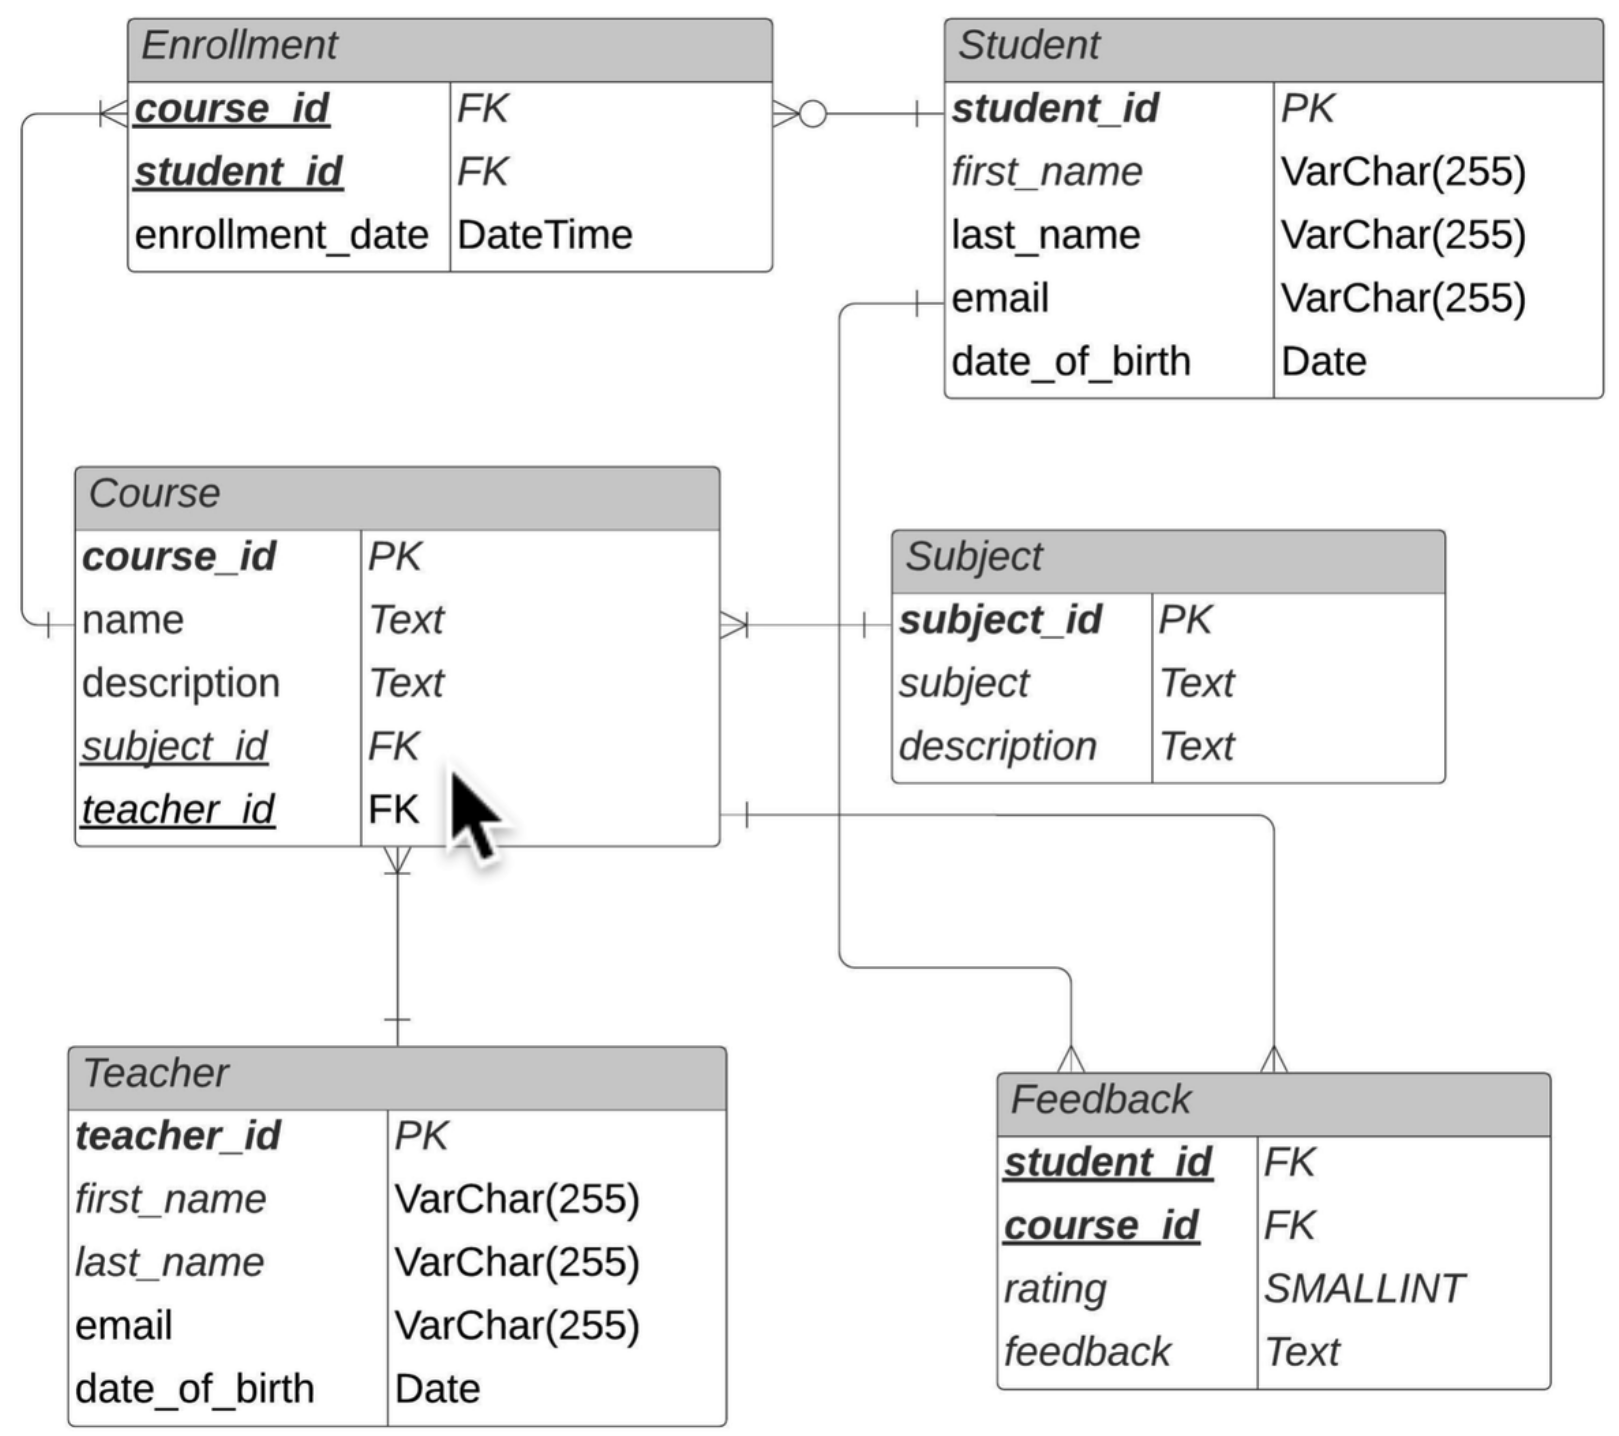 Enrollment
course_id FK
student_id FK
enrollment_date DateTime
Student
student_id PK
first_name VarChar(255)
last_name VarChar(255)
email VarChar(255)
date_of_birth Date
Course
course_id PK
name Text
description Text
subject_id FK
teacher_id FK
Subject
subject_id PK
subject Text
description Text
Teacher
teacher_id PK
first_name VarChar(255)
last_name VarChar(255)
email VarChar(255)
date_of_birth Date
Feedback
student_id FK
course_id FK
rating SMALLINT
feedback Text